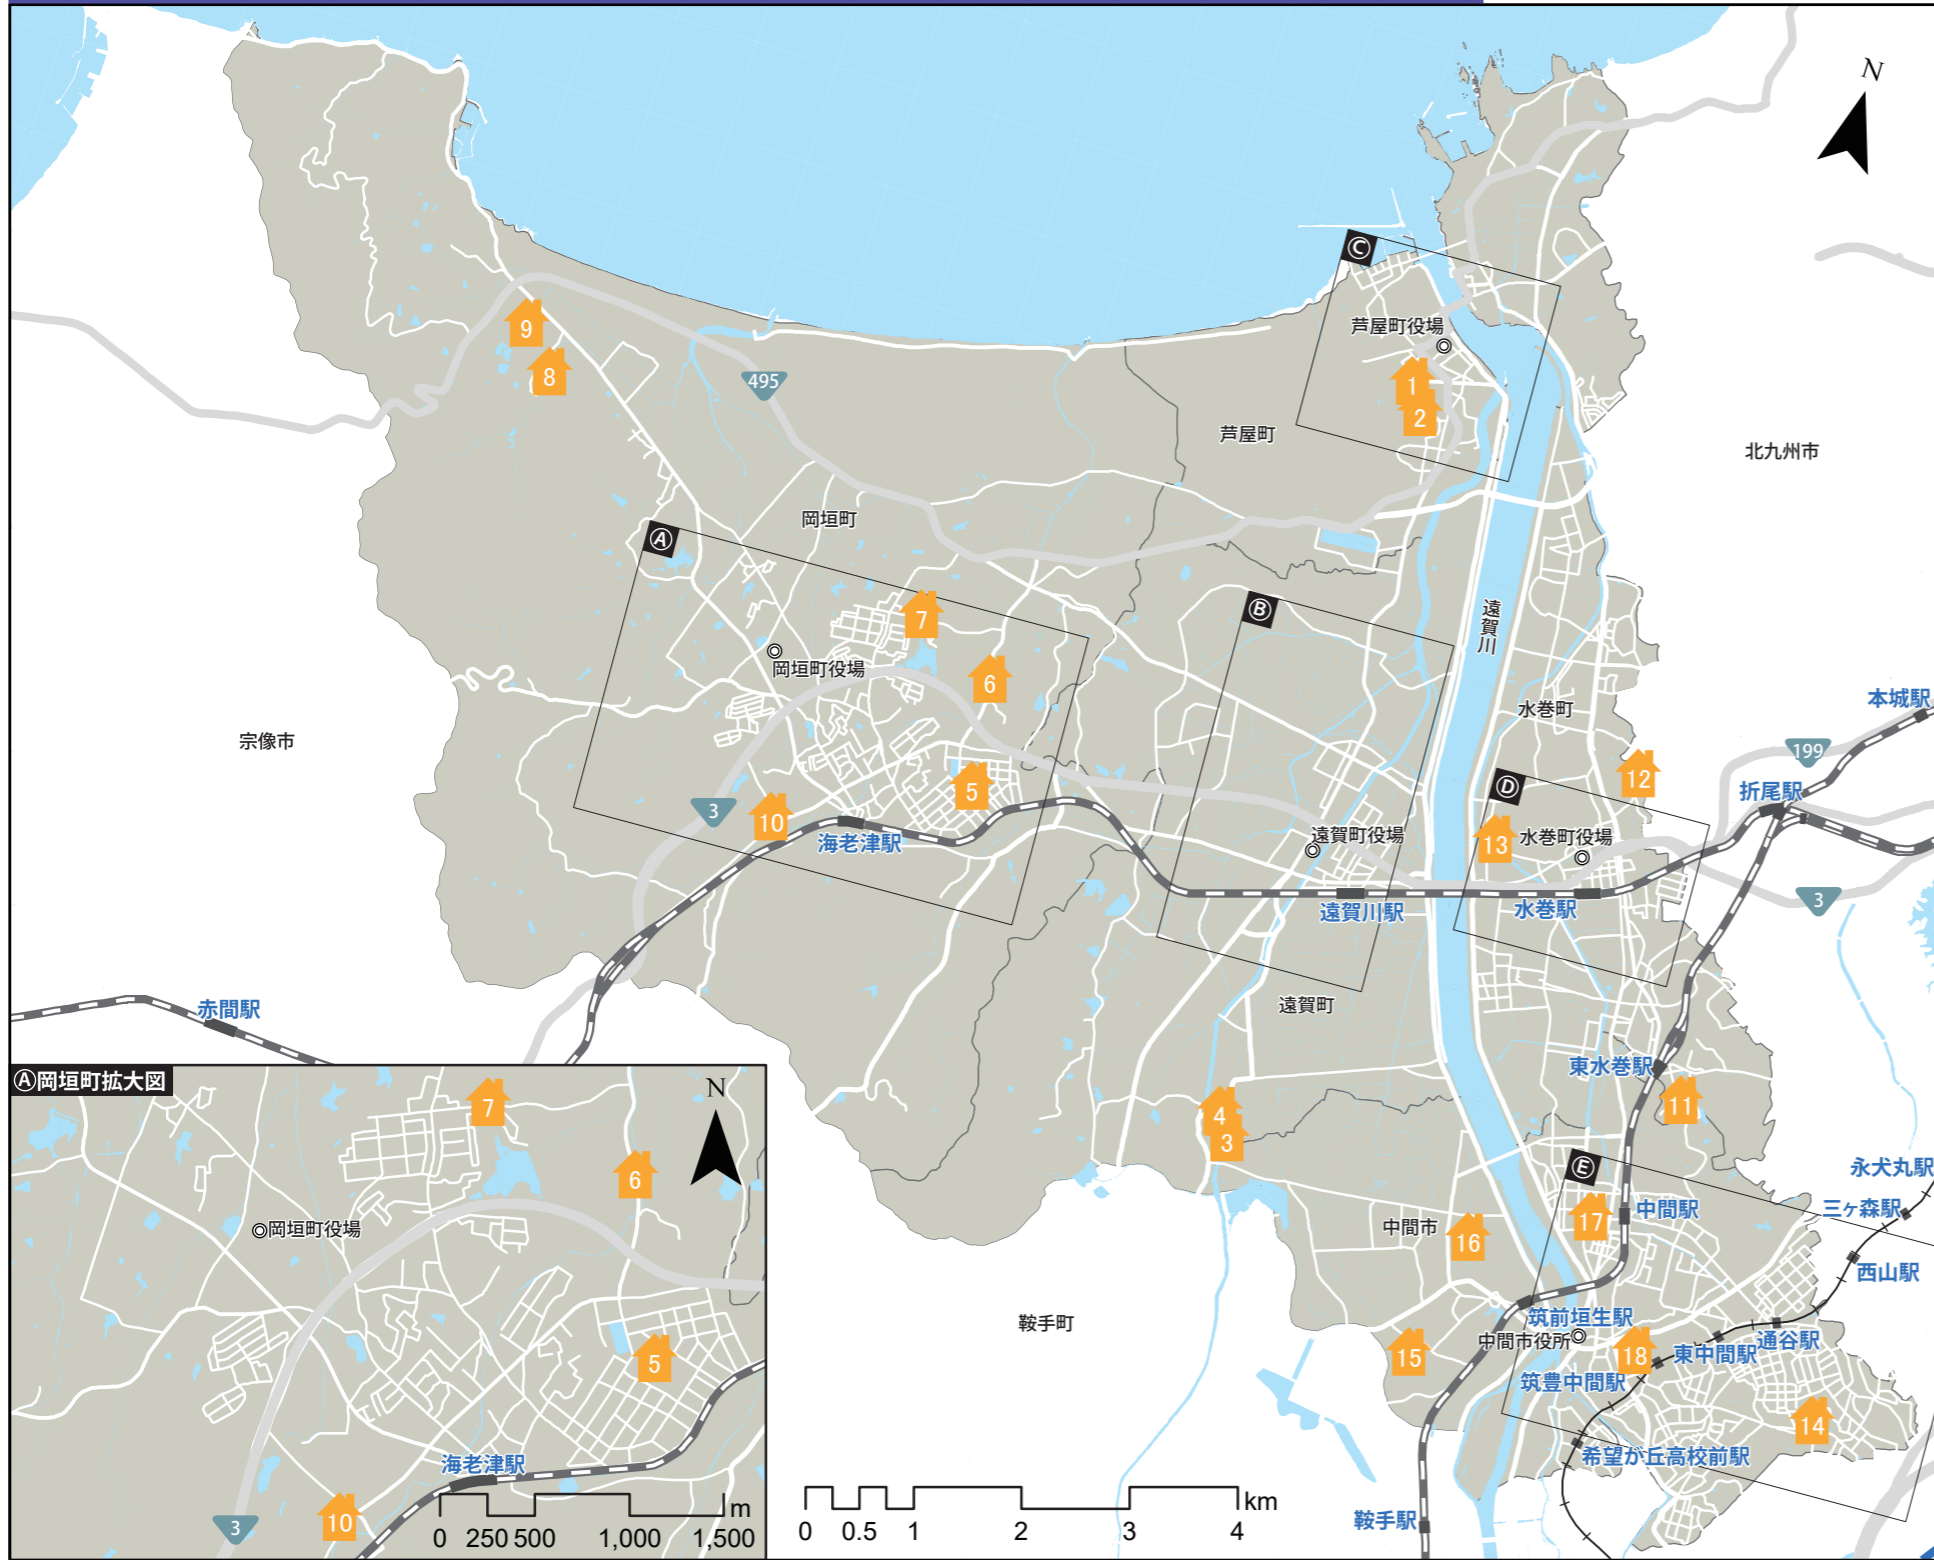 N
Ⓒ
芦屋町役場
9
8
495
1
2
芦屋町
北九州市
岡垣町
Ⓐ
Ⓑ
遠賀川
7
岡垣町役場
6
水巻町
本城駅
宗像市
199
12
Ⓓ
折尾駅
5
3
10
海老津駅
遠賀町役場
13
水巻町役場
3
遠賀川駅
水巻駅
遠賀町
赤間駅
東水巻駅
11
4
3
Ⓔ
永犬丸駅
三ヶ森駅
17
中間駅
中間市
16
西山駅
鞍手町
筑前垣生駅
中間市役所
通谷駅
15
18
東中間駅
筑豊中間駅
14
希望が丘高校前駅
鞍手駅
Ⓐ岡垣町拡大図
N
7
6
岡垣町役場
5
海老津駅
10
3
0 250 500 1,000 1,500 m
0 0.5 1 2 3 4 km